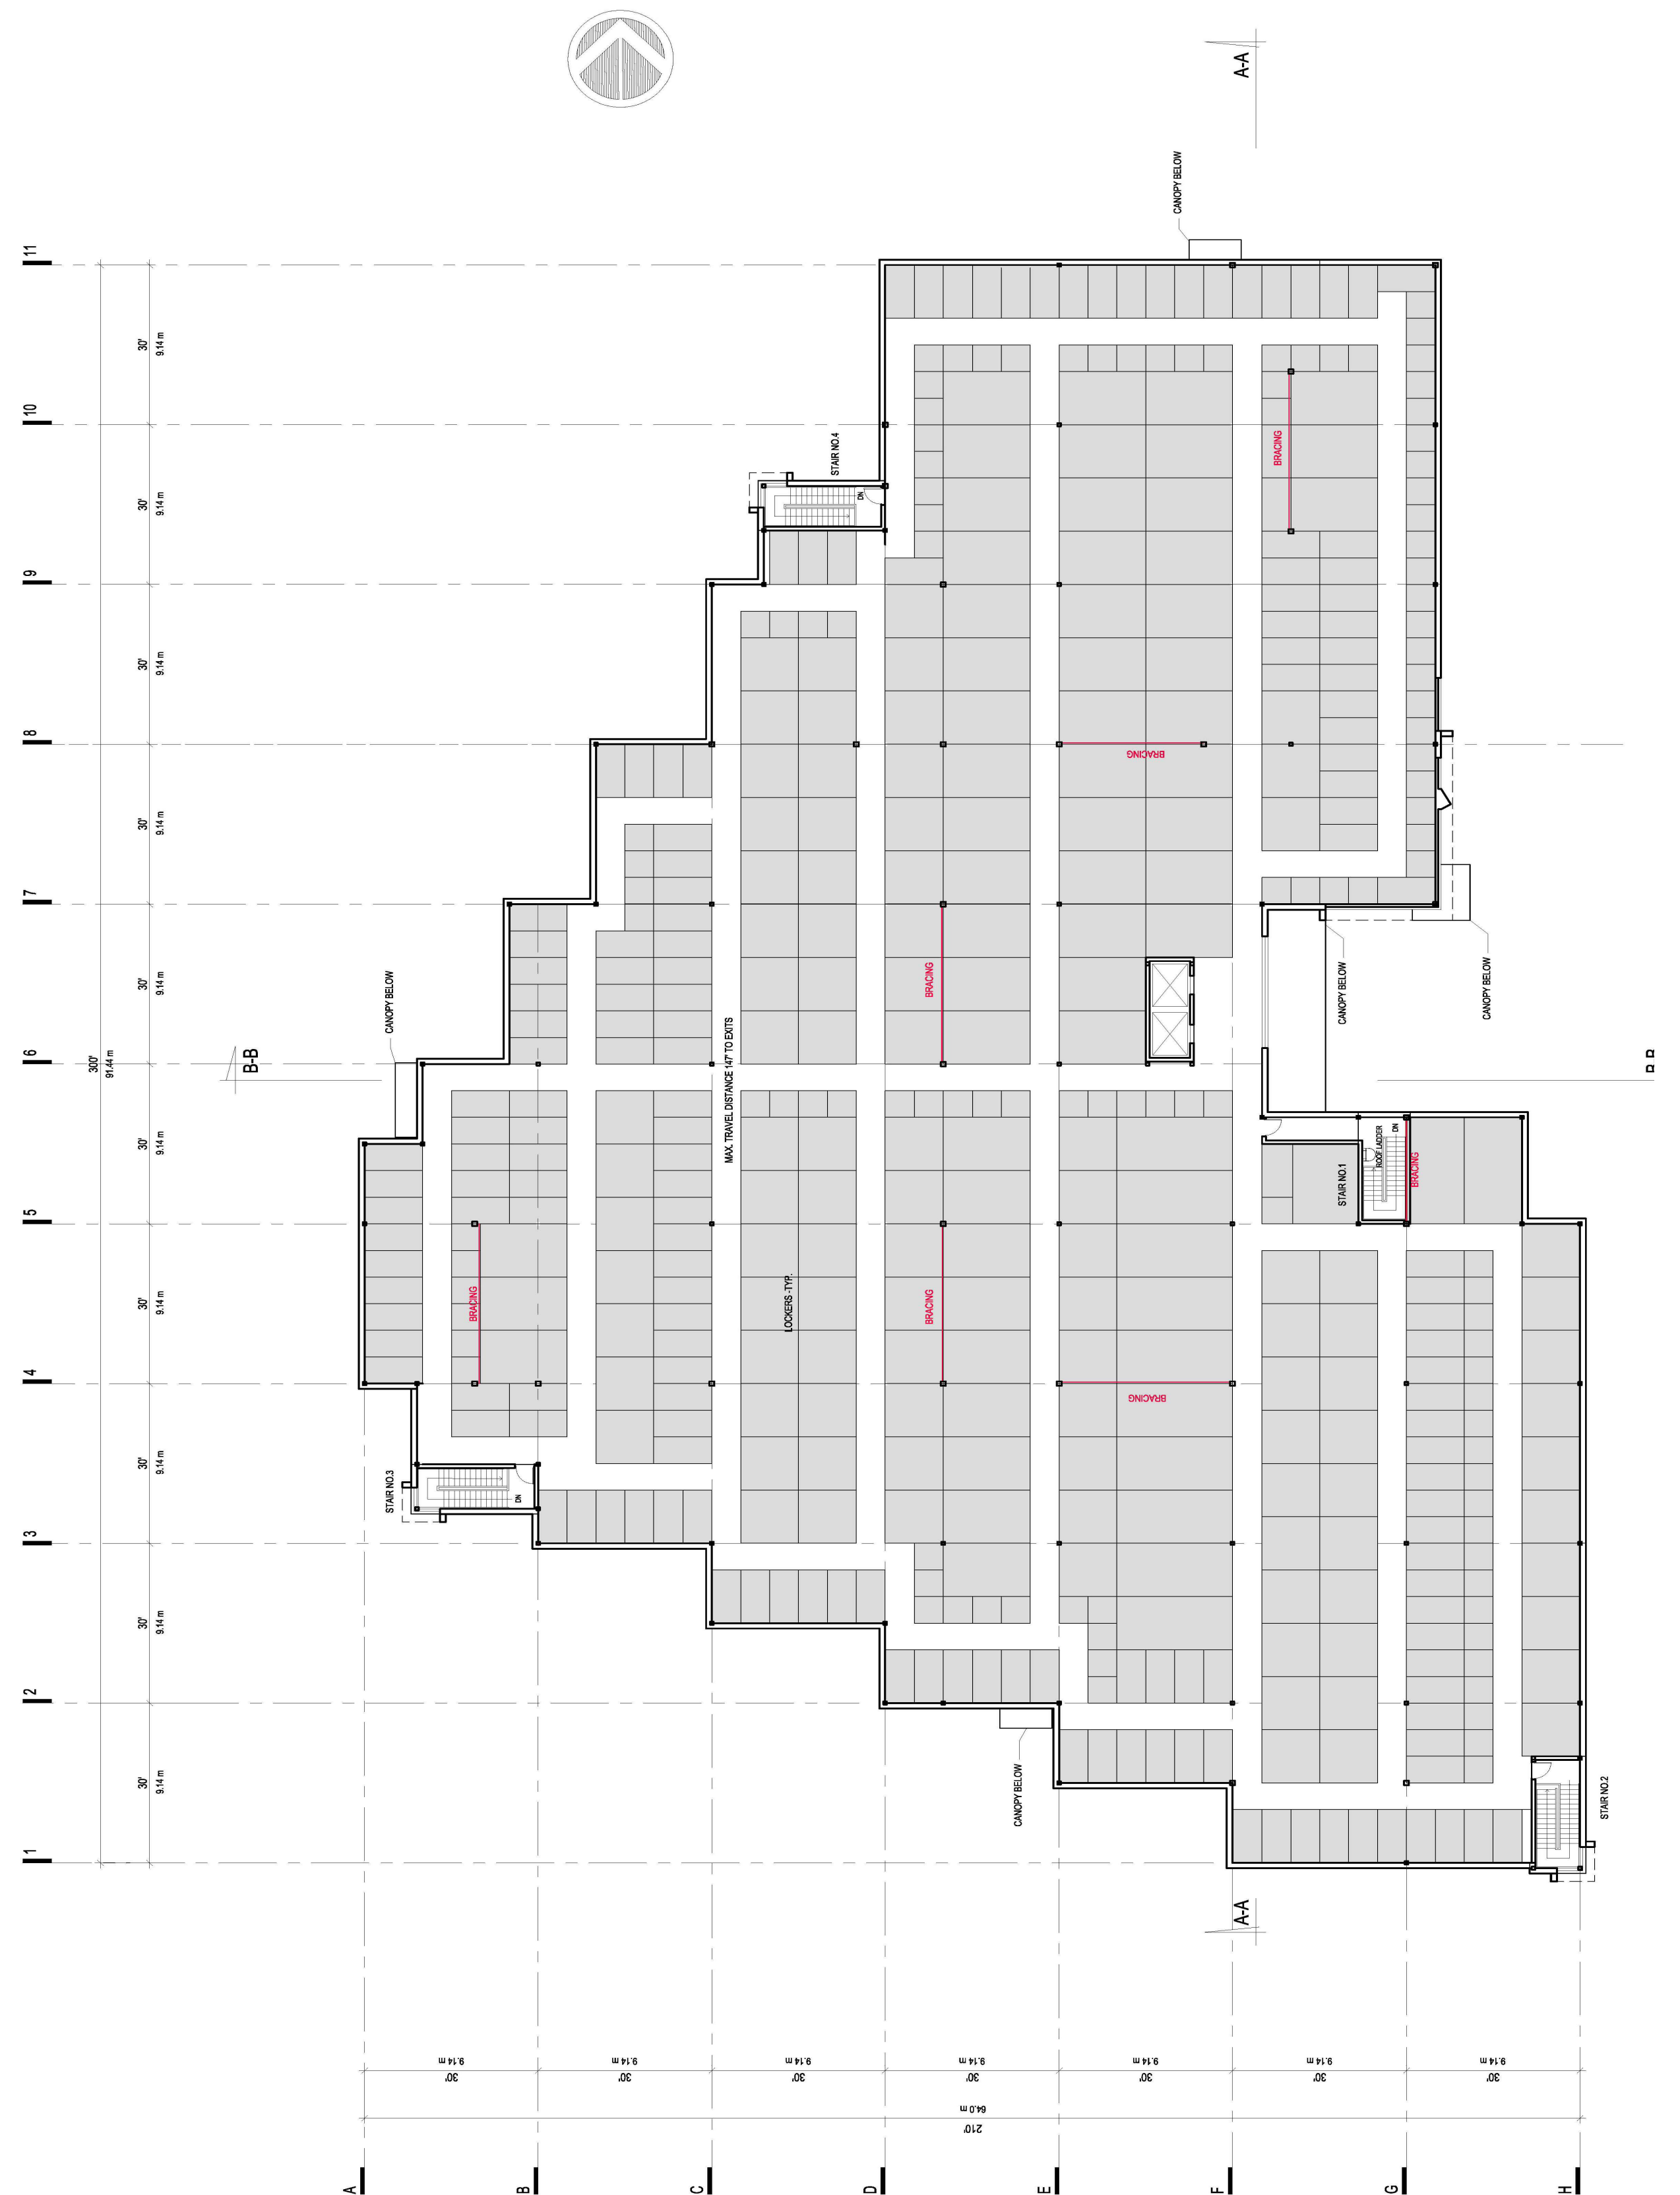 A-A
CANOPY BELOW
11
30'
9.14 m
10
STAIR NO.4
DN
BRACING
30'
9.14 m
9
30'
9.14 m
8
BRACING
30'
9.14 m
7
CANOPY BELOW
BRACING
CANOPY BELOW
CANOPY BELOW
30'
9.14 m
6
300'
91.44 m
B-B
MAX. TRAVEL DISTANCE 147' TO EXITS
30'
9.14 m
STAIR NO.1
ROOF LADDER
DN
BRACING
5
BRACING
LOCKERS -TYP.
BRACING
30'
9.14 m
4
BRACING
30'
9.14 m
STAIR NO.3
DN
3
30'
9.14 m
2
30'
9.14 m
CANOPY BELOW
STAIR NO.2
1
A-A
9.14 m
30'
9.14 m
30'
9.14 m
30'
9.14 m
30'
9.14 m
30'
9.14 m
30'
9.14 m
30'
64.0 m
210'
A
B
C
D
E
F
G
H